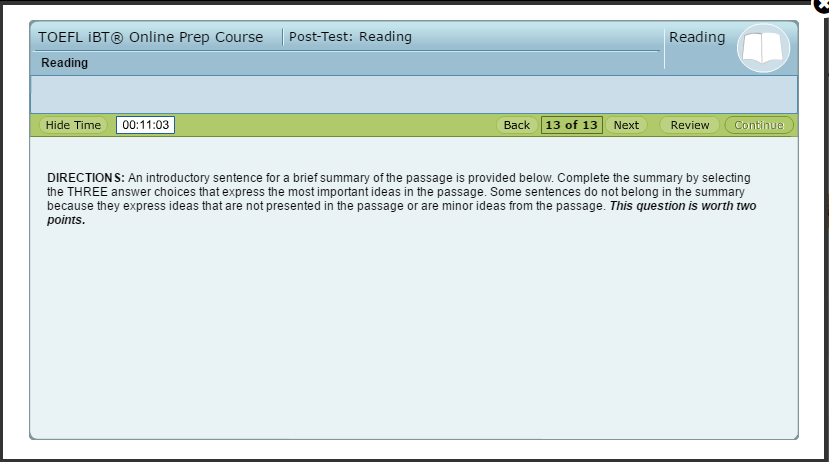 TOEFL iBT® Online Prep Course Post-Test: Reading Reading
Reading
Hide Time 00:11:03 Back 13 of 13 Next Review Continue
DIRECTIONS: An introductory sentence for a brief summary of the passage is provided below. Complete the summary by selecting
the THREE answer choices that express the most important ideas in the passage. Some sentences do not belong in the summary
because they express ideas that are not presented in the passage or are minor ideas from the passage. This question is worth two
points.